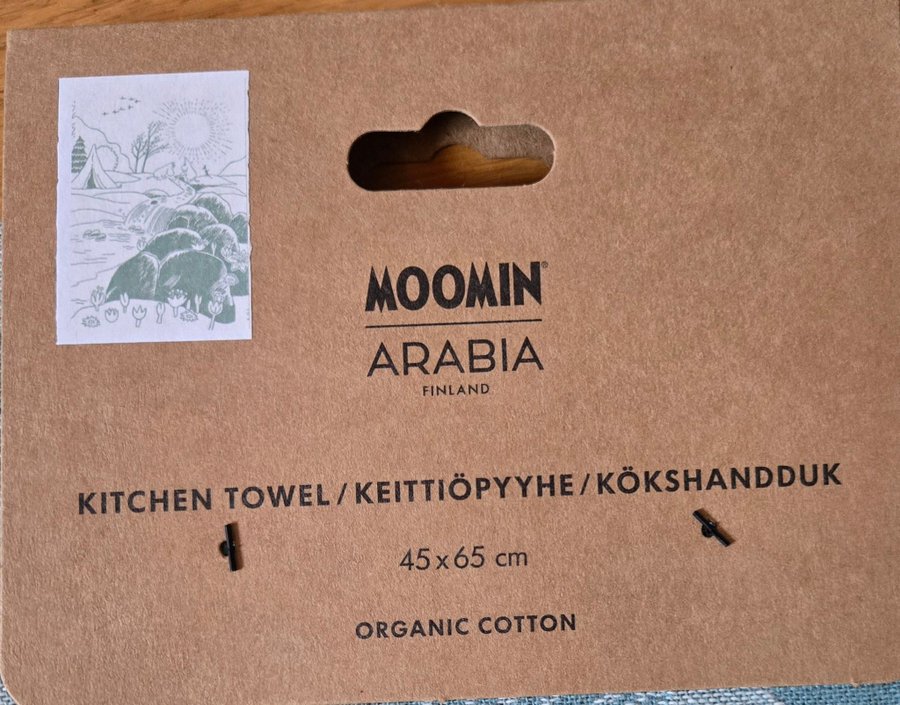 MOOMIN®
ARABIA
FINLAND
KITCHEN TOWEL/KEITTIÖPYYHE/KÖKSHANDDUK
45x65 cm
ORGANIC COTTON